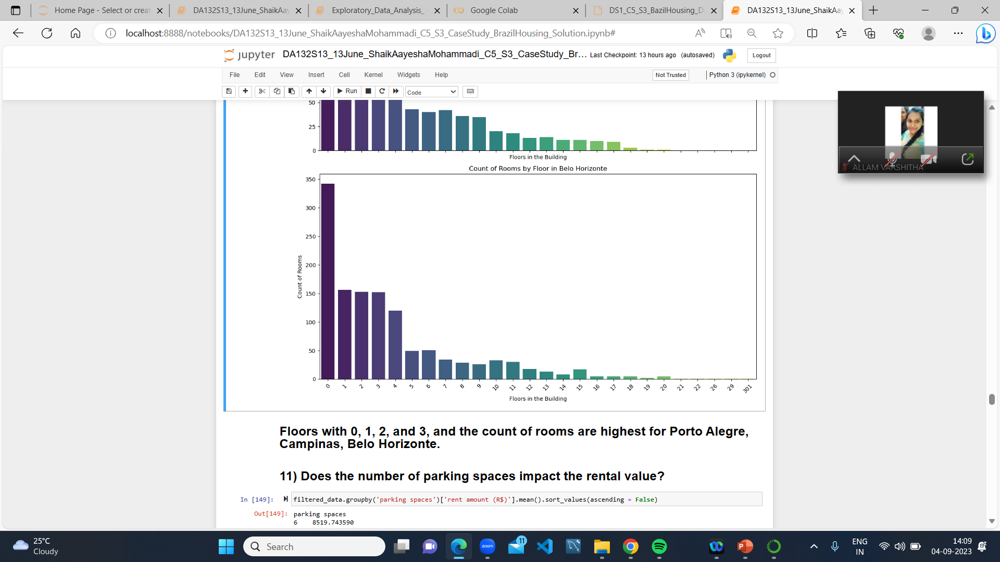 Home Page - Select or creat
DA132S13_13June_ShaikAay
Exploratory_Data_Analysis_
Google Colab
DS1_C5_S3_BazilHousing_D
DA132S13_13June_ShaikAay
localhost:8888/notebooks/DA132S13_13June_ShaikAayeshaMohammadi_C5_S3_CaseStudy_BrazilHousing_Solution.ipynb#
jupyter
DA132S13_13June_ShaikAayeshaMohammadi_C5_S3_CaseStudy_Br... Last Checkpoint: 13 hours ago (autosaved)
Logout
File Edit View Insert Cell Kernel Widgets Help
Not Trusted
Python 3 (ipykernel)
Run
Code
50
25
0
Floors in the Building
Count of Rooms by Floor in Belo Horizonte
350
300
250
200
150
100
50
0
Count of Rooms
0 1 2 3 4 5 6 7 8 9 10 11 12 13 14 15 16 17 18 19 20 21 22 26 29 301
Floors in the Building
ALLAM VARSHITHA
Floors with 0, 1, 2, and 3, and the count of rooms are highest for Porto Alegre,
Campinas, Belo Horizonte.
11) Does the number of parking spaces impact the rental value?
In [149]: filtered_data.groupby('parking spaces')['rent amount (R$)'].mean().sort_values(ascending = False)
Out[149]: parking spaces
6 8519.743590
25°C
Cloudy
Search
zoom
11
ENG
IN
14:09
04-09-2023